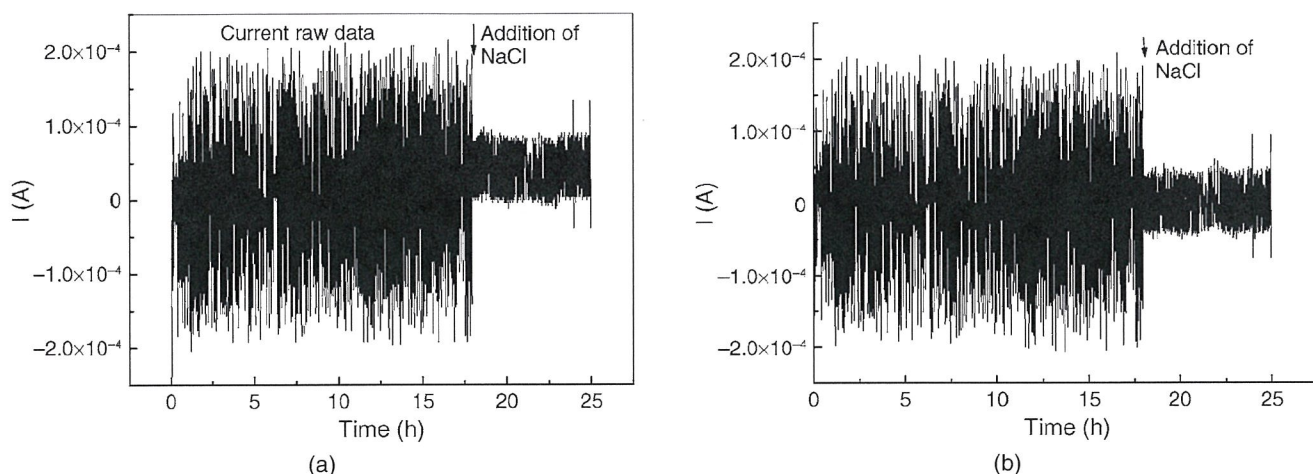 Current raw data
Addition of
NaCl
2.0×10⁻⁴
1.0×10⁻⁴
0
−1.0×10⁻⁴
−2.0×10⁻⁴
I (A)
0 5 10 15 20 25
Time (h)
(a)
Addition of
NaCl
2.0×10⁻⁴
1.0×10⁻⁴
0
−1.0×10⁻⁴
−2.0×10⁻⁴
I (A)
0 5 10 15 20 25
Time (h)
(b)